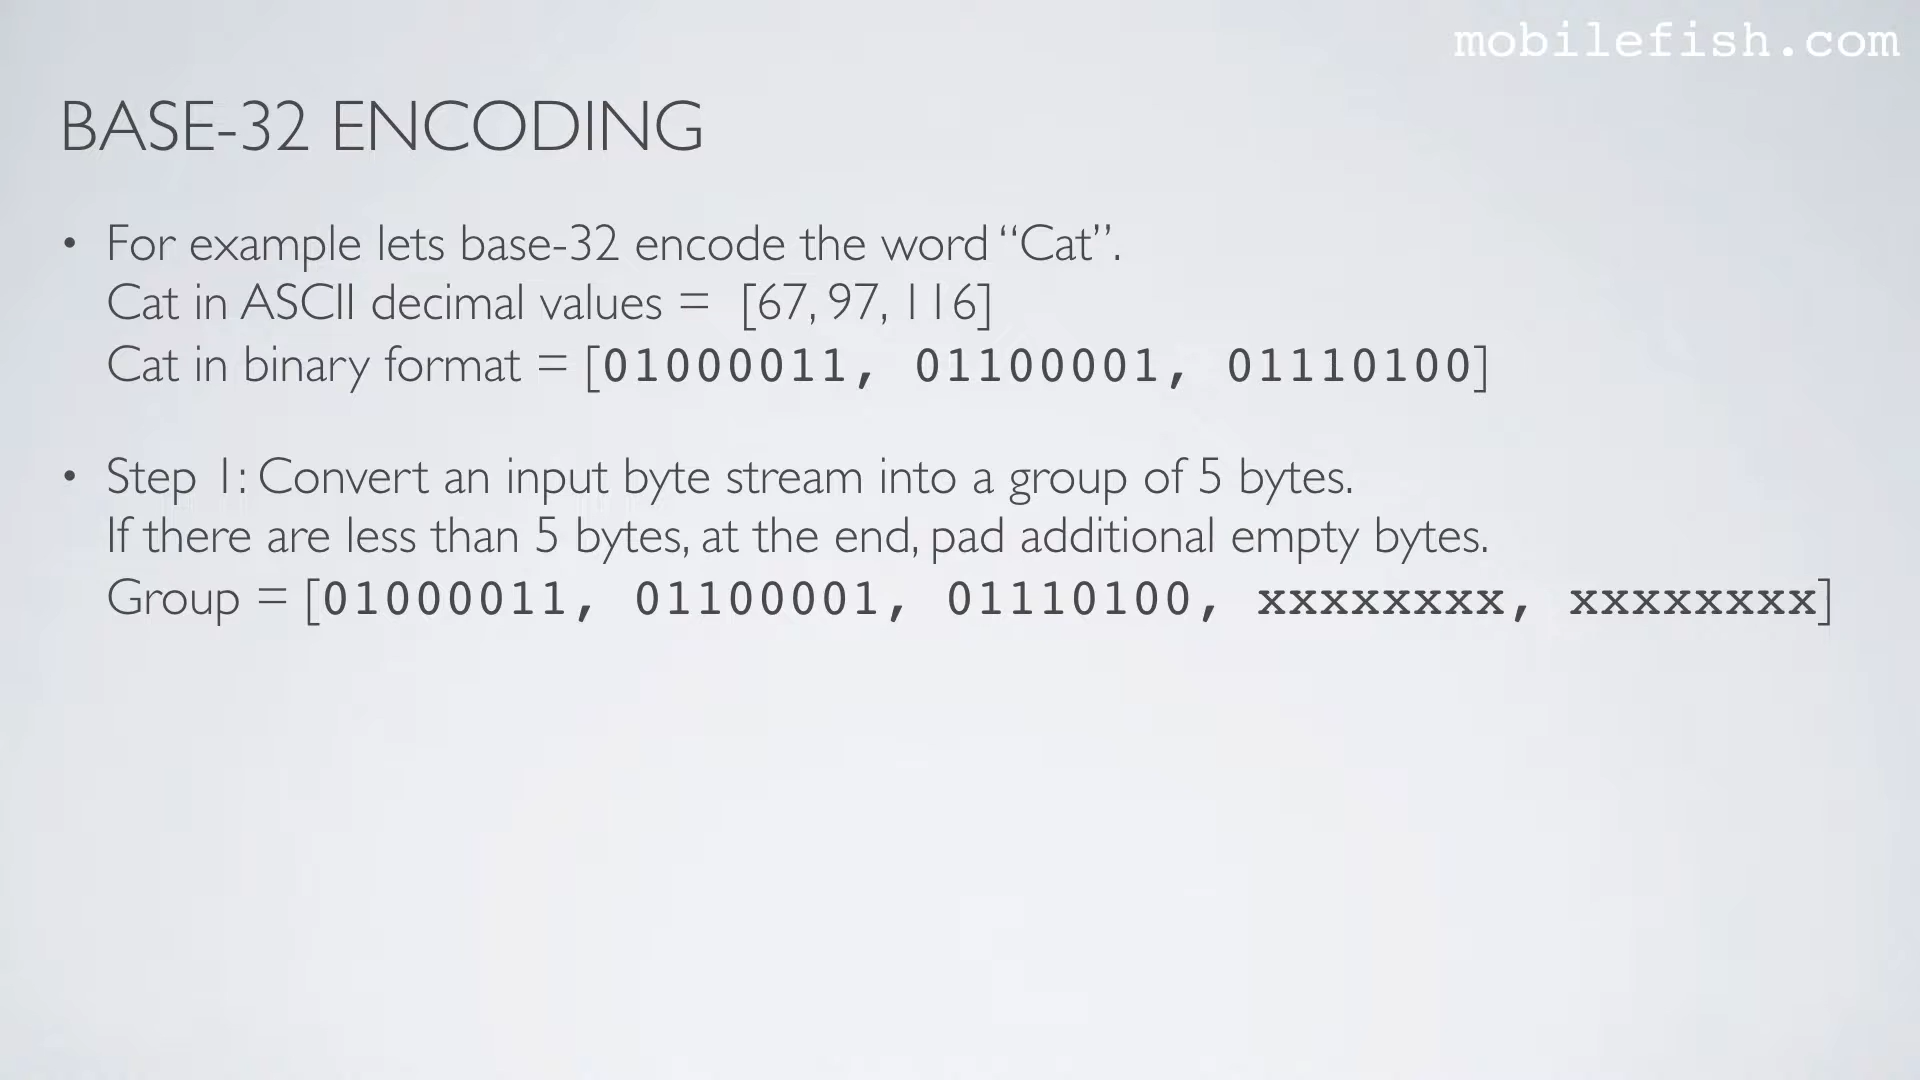 mobilefish.com
BASE-32 ENCODING
• For example lets base-32 encode the word “Cat”.
Cat in ASCII decimal values = [67, 97, 116]
Cat in binary format = [01000011, 01100001, 01110100]
• Step 1: Convert an input byte stream into a group of 5 bytes.
If there are less than 5 bytes, at the end, pad additional empty bytes.
Group = [01000011, 01100001, 01110100, xxxxxxxx, xxxxxxxx]